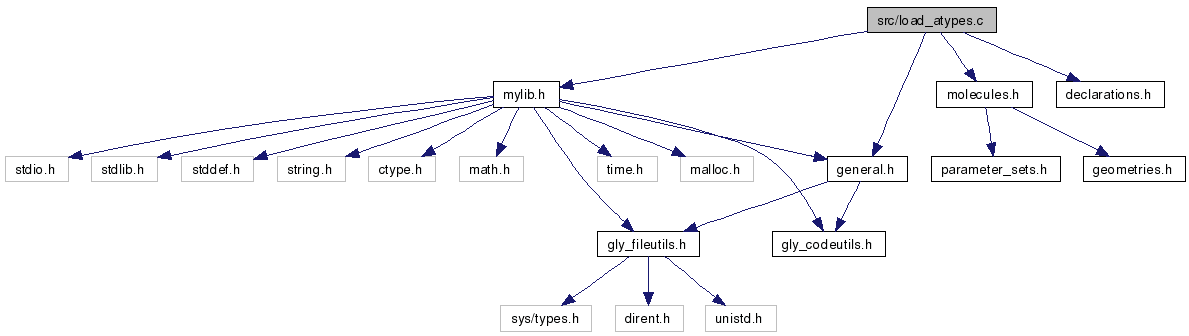 src/load_atypes.c
mylib.h
molecules.h
declarations.h
stdio.h
stdlib.h
stddef.h
string.h
ctype.h
math.h
time.h
malloc.h
general.h
parameter_sets.h
geometries.h
gly_fileutils.h
gly_codeutils.h
sys/types.h
dirent.h
unistd.h